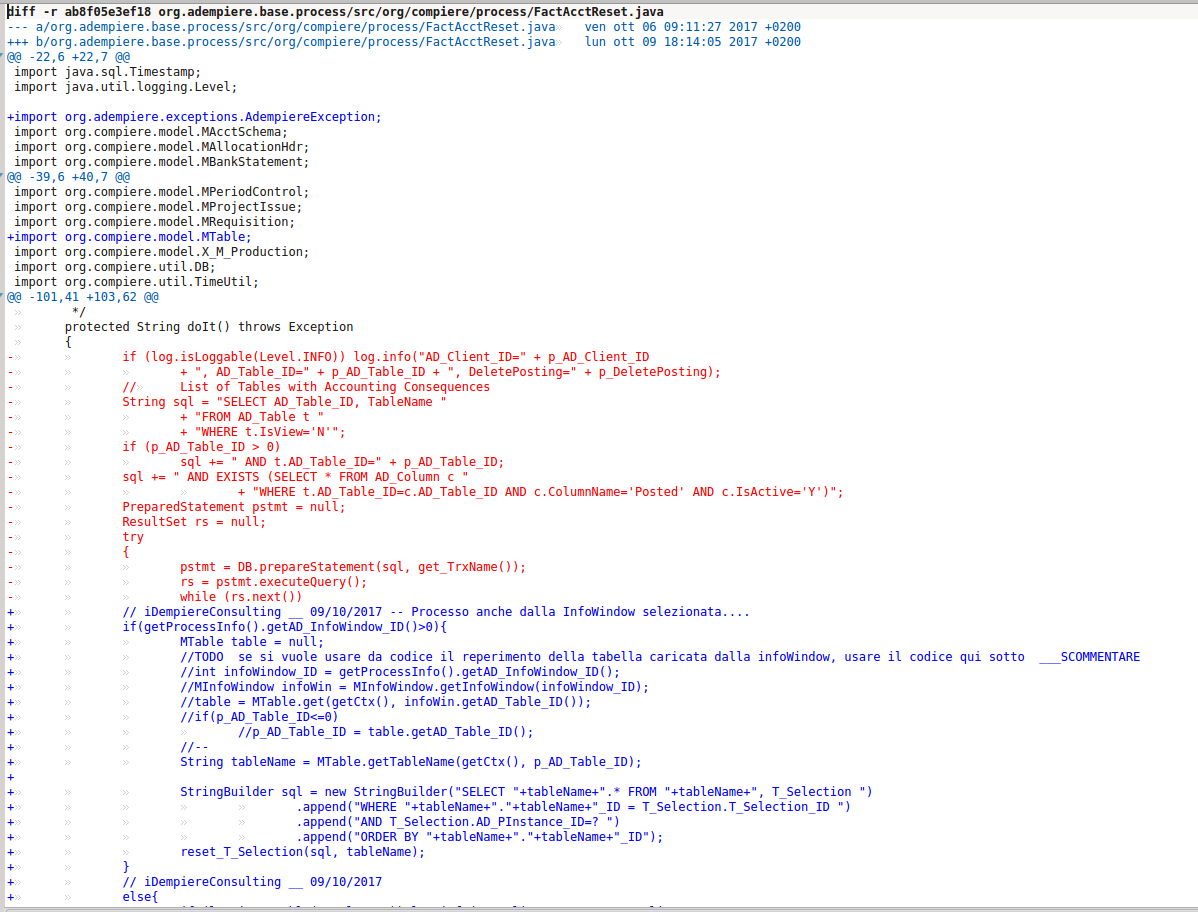 diff -r ab8f05e3ef18 org.adempiere.base.process/src/org/compiere/process/FactAcctReset.java
--- a/org.adempiere.base.process/src/org/compiere/process/FactAcctReset.java»	ven ott 06 09:11:27 2017 +0200
+++ b/org.adempiere.base.process/src/org/compiere/process/FactAcctReset.java»	lun ott 09 18:14:05 2017 +0200
@@ -22,6 +22,7 @@
 import java.sql.Timestamp;
 import java.util.logging.Level;
+import org.adempiere.exceptions.AdempiereException;
 import org.compiere.model.MAcctSchema;
 import org.compiere.model.MAllocationHdr;
 import org.compiere.model.MBankStatement;
@@ -39,6 +40,7 @@
 import org.compiere.model.MPeriodControl;
 import org.compiere.model.MProjectIssue;
 import org.compiere.model.MRequisition;
+import org.compiere.model.MTable;
 import org.compiere.model.X_M_Production;
 import org.compiere.util.DB;
 import org.compiere.util.TimeUtil;
@@ -101,41 +103,62 @@
 »	 */
 »	protected String doIt() throws Exception
 »	{
-»	»	if (log.isLoggable(Level.INFO)) log.info("AD_Client_ID=" + p_AD_Client_ID
-»	»	»	+ ", AD_Table_ID=" + p_AD_Table_ID + ", DeletePosting=" + p_DeletePosting);
-»	»	//»	List of Tables with Accounting Consequences
-»	»	String sql = "SELECT AD_Table_ID, TableName "
-»	»	»	+ "FROM AD_Table t "
-»	»	»	+ "WHERE t.IsView='N'";
-»	»	if (p_AD_Table_ID > 0)
-»	»	»	sql += " AND t.AD_Table_ID=" + p_AD_Table_ID;
-»	»	sql += " AND EXISTS (SELECT * FROM AD_Column c "
-»	»	»	»	+ "WHERE t.AD_Table_ID=c.AD_Table_ID AND c.ColumnName='Posted' AND c.IsActive='Y')";
-»	»	PreparedStatement pstmt = null;
-»	»	ResultSet rs = null;
-»	»	try
-»	»	{
-»	»	»	pstmt = DB.prepareStatement(sql, get_TrxName());
-»	»	»	rs = pstmt.executeQuery();
-»	»	»	while (rs.next())
+»	»	// iDempiereConsulting __ 09/10/2017 -- Processo anche dalla InfoWindow selezionata....
+»	»	if(getProcessInfo().getAD_InfoWindow_ID()>0){
+»	»	»	MTable table = null;
+»	»	»	//TODO  se si vuole usare da codice il reperimento della tabella caricata dalla infoWindow, usare il codice qui sotto  ___SCOMMENTARE
+»	»	»	//int infoWindow_ID = getProcessInfo().getAD_InfoWindow_ID();
+»	»	»	//MInfoWindow infoWin = MInfoWindow.getInfoWindow(infoWindow_ID);
+»	»	»	//table = MTable.get(getCtx(), infoWin.getAD_Table_ID());
+»	»	»	//if(p_AD_Table_ID<=0)
+»	»	»	»	//p_AD_Table_ID = table.getAD_Table_ID();
+»	»	»	//--
+»	»	»	String tableName = MTable.getTableName(getCtx(), p_AD_Table_ID);
+
+»	»	»	StringBuilder sql = new StringBuilder("SELECT "+tableName+".* FROM "+tableName+", T_Selection ")
+»	»	»	»	»	.append("WHERE "+tableName+"."+tableName+"_ID = T_Selection.T_Selection_ID ")
+»	»	»	»	»	.append("AND T_Selection.AD_PInstance_ID=? ")
+»	»	»	»	»	.append("ORDER BY "+tableName+"."+tableName+"_ID");
+»	»	»	reset_T_Selection(sql, tableName);
+»	»	}
+»	»	// iDempiereConsulting __ 09/10/2017
+»	»	else{